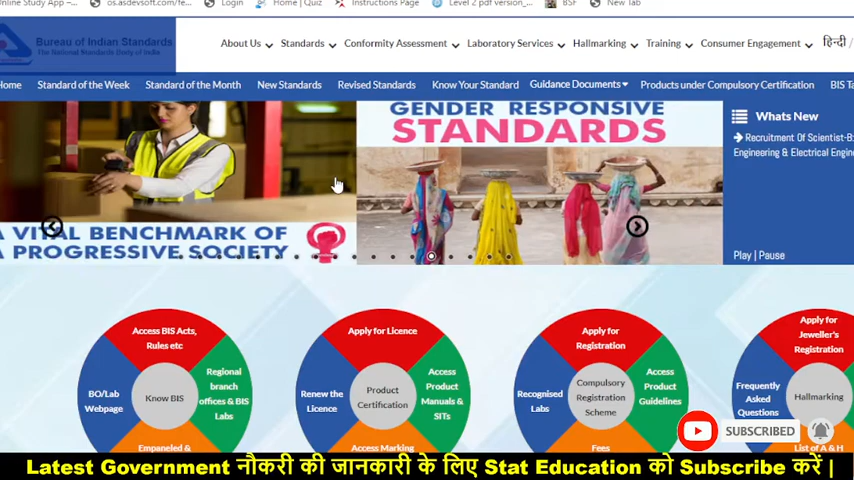 Online Study App –...
os.asdevsoft.com/fe...
Login
Home | Quiz
Instructions Page
Level 2 pdf version_...
BSF
New Tab
Bureau of Indian Standards
The National Standards Body of India
About Us
Standards
Conformity Assessment
Laboratory Services
Hallmarking
Training
Consumer Engagement
हिन्दी /
Home
Standard of the Week
Standard of the Month
New Standards
Revised Standards
Know Your Standard
Guidance Documents
Products under Compulsory Certification
BIS Ta
GENDER RESPONSIVE
STANDARDS
A VITAL BENCHMARK OF
A PROGRESSIVE SOCIETY
Whats New
Recruitment Of Scientist-B:
Engineering & Electrical Engine
Play | Pause
Access BIS Acts,
Rules etc
BO/Lab
Webpage
Know BIS
Regional
branch
offices & BIS
Labs
Empaneled &
Apply for Licence
Renew the
Licence
Product
Certification
Access
Product
Manuals &
SITs
Access Marking
Apply for
Registration
Recognised
Labs
Compulsory
Registration
Scheme
Access
Product
Guidelines
Fees
Apply for
Jeweller's
Registration
Frequently
Asked
Questions
Hallmarking
List of A & H
SUBSCRIBED
Latest Government नौकरी की जानकारी के लिए Stat Education को Subscribe करें |